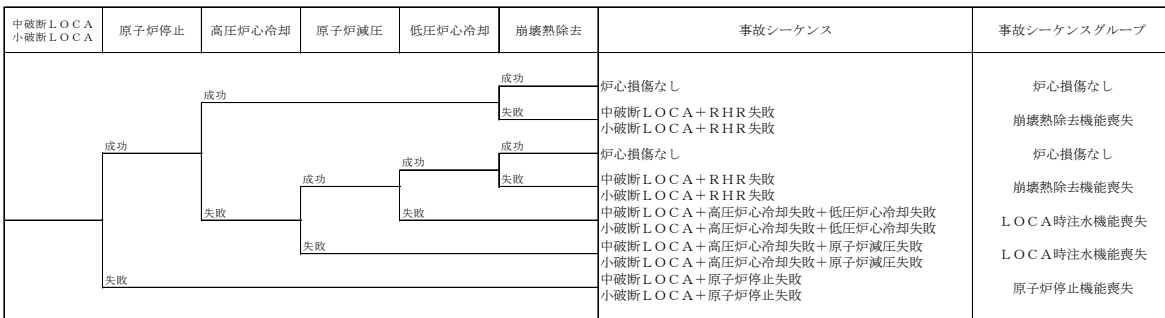 中破断ＬＯＣＡ
小破断ＬＯＣＡ
原子炉停止
高圧炉心冷却
原子炉減圧
低圧炉心冷却
崩壊熱除去
事故シーケンス
事故シーケンスグループ
成功
炉心損傷なし
炉心損傷なし
成功
失敗
中破断ＬＯＣＡ＋ＲＨＲ失敗
小破断ＬＯＣＡ＋ＲＨＲ失敗
崩壊熱除去機能喪失
成功
成功
炉心損傷なし
炉心損傷なし
成功
成功
失敗
中破断ＬＯＣＡ＋ＲＨＲ失敗
小破断ＬＯＣＡ＋ＲＨＲ失敗
崩壊熱除去機能喪失
失敗
失敗
中破断ＬＯＣＡ＋高圧炉心冷却失敗＋低圧炉心冷却失敗
小破断ＬＯＣＡ＋高圧炉心冷却失敗＋低圧炉心冷却失敗
ＬＯＣＡ時注水機能喪失
失敗
中破断ＬＯＣＡ＋高圧炉心冷却失敗＋原子炉減圧失敗
小破断ＬＯＣＡ＋高圧炉心冷却失敗＋原子炉減圧失敗
ＬＯＣＡ時注水機能喪失
失敗
中破断ＬＯＣＡ＋原子炉停止失敗
小破断ＬＯＣＡ＋原子炉停止失敗
原子炉停止機能喪失